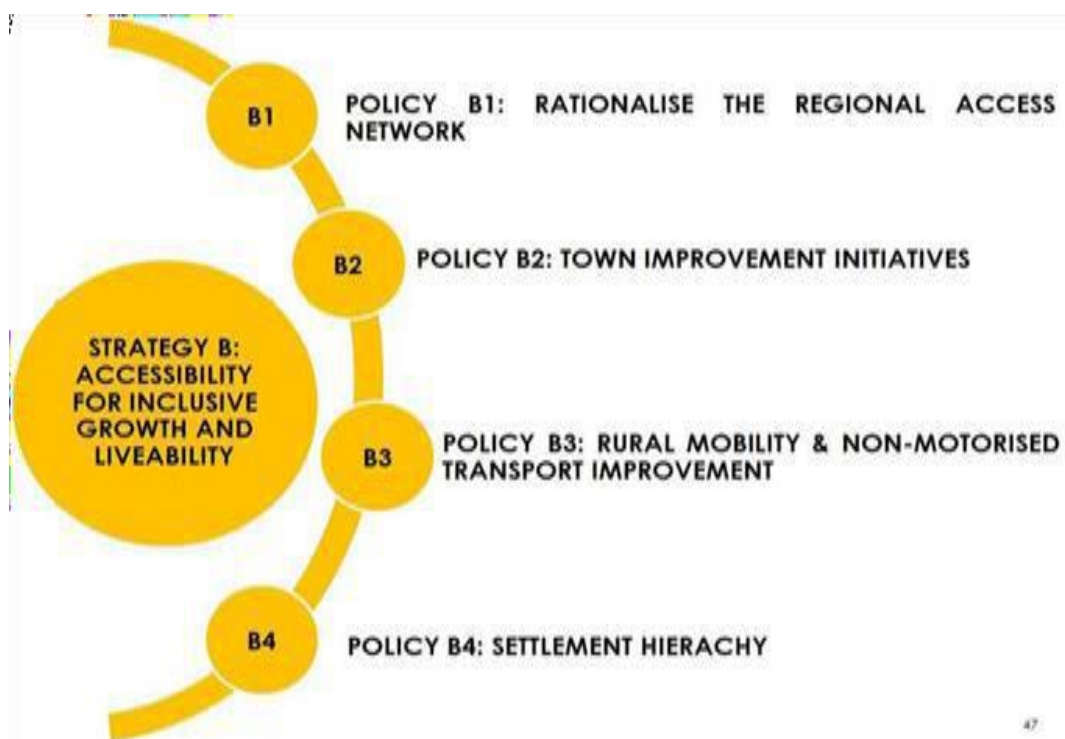 B1
POLICY B1: RATIONALISE THE REGIONAL ACCESS
NETWORK
B2
POLICY B2: TOWN IMPROVEMENT INITIATIVES
STRATEGY B:
ACCESSIBILITY
FOR INCLUSIVE
GROWTH AND
LIVEABILITY
B3
POLICY B3: RURAL MOBILITY & NON-MOTORISED
TRANSPORT IMPROVEMENT
B4
POLICY B4: SETTLEMENT HIERACHY
47